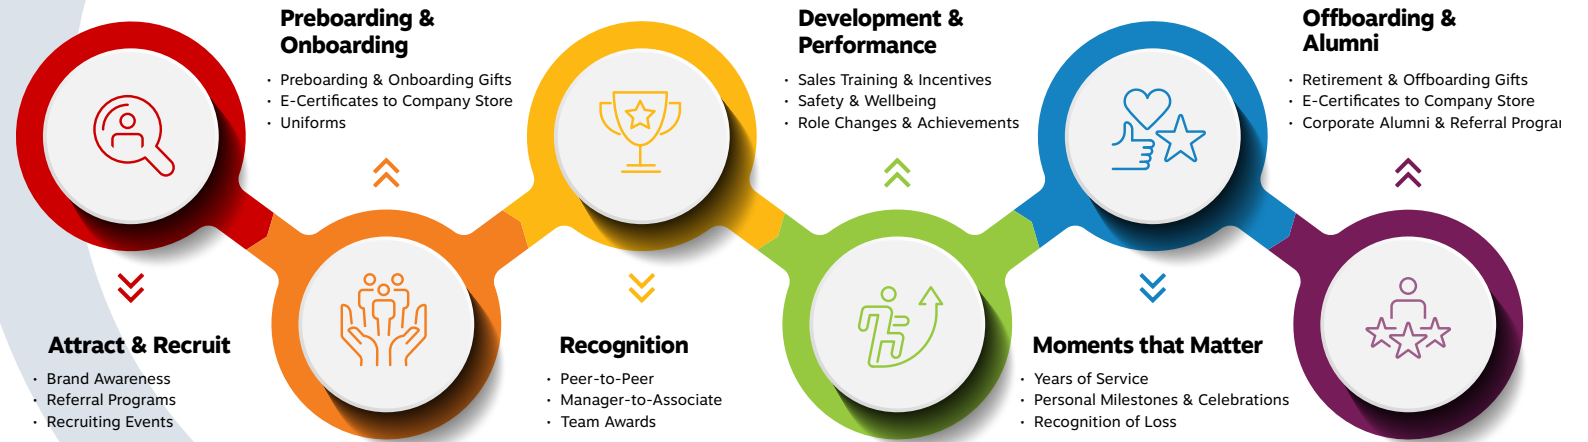 Attract & Recruit
· Brand Awareness
· Referral Programs
· Recruiting Events
Preboarding &
Onboarding
· Preboarding & Onboarding Gifts
· E-Certificates to Company Store
· Uniforms
Recognition
· Peer-to-Peer
· Manager-to-Associate
· Team Awards
Development &
Performance
· Sales Training & Incentives
· Safety & Wellbeing
· Role Changes & Achievements
Moments that Matter
· Years of Service
· Personal Milestones & Celebrations
· Recognition of Loss
Offboarding &
Alumni
· Retirement & Offboarding Gifts
· E-Certificates to Company Store
· Corporate Alumni & Referral